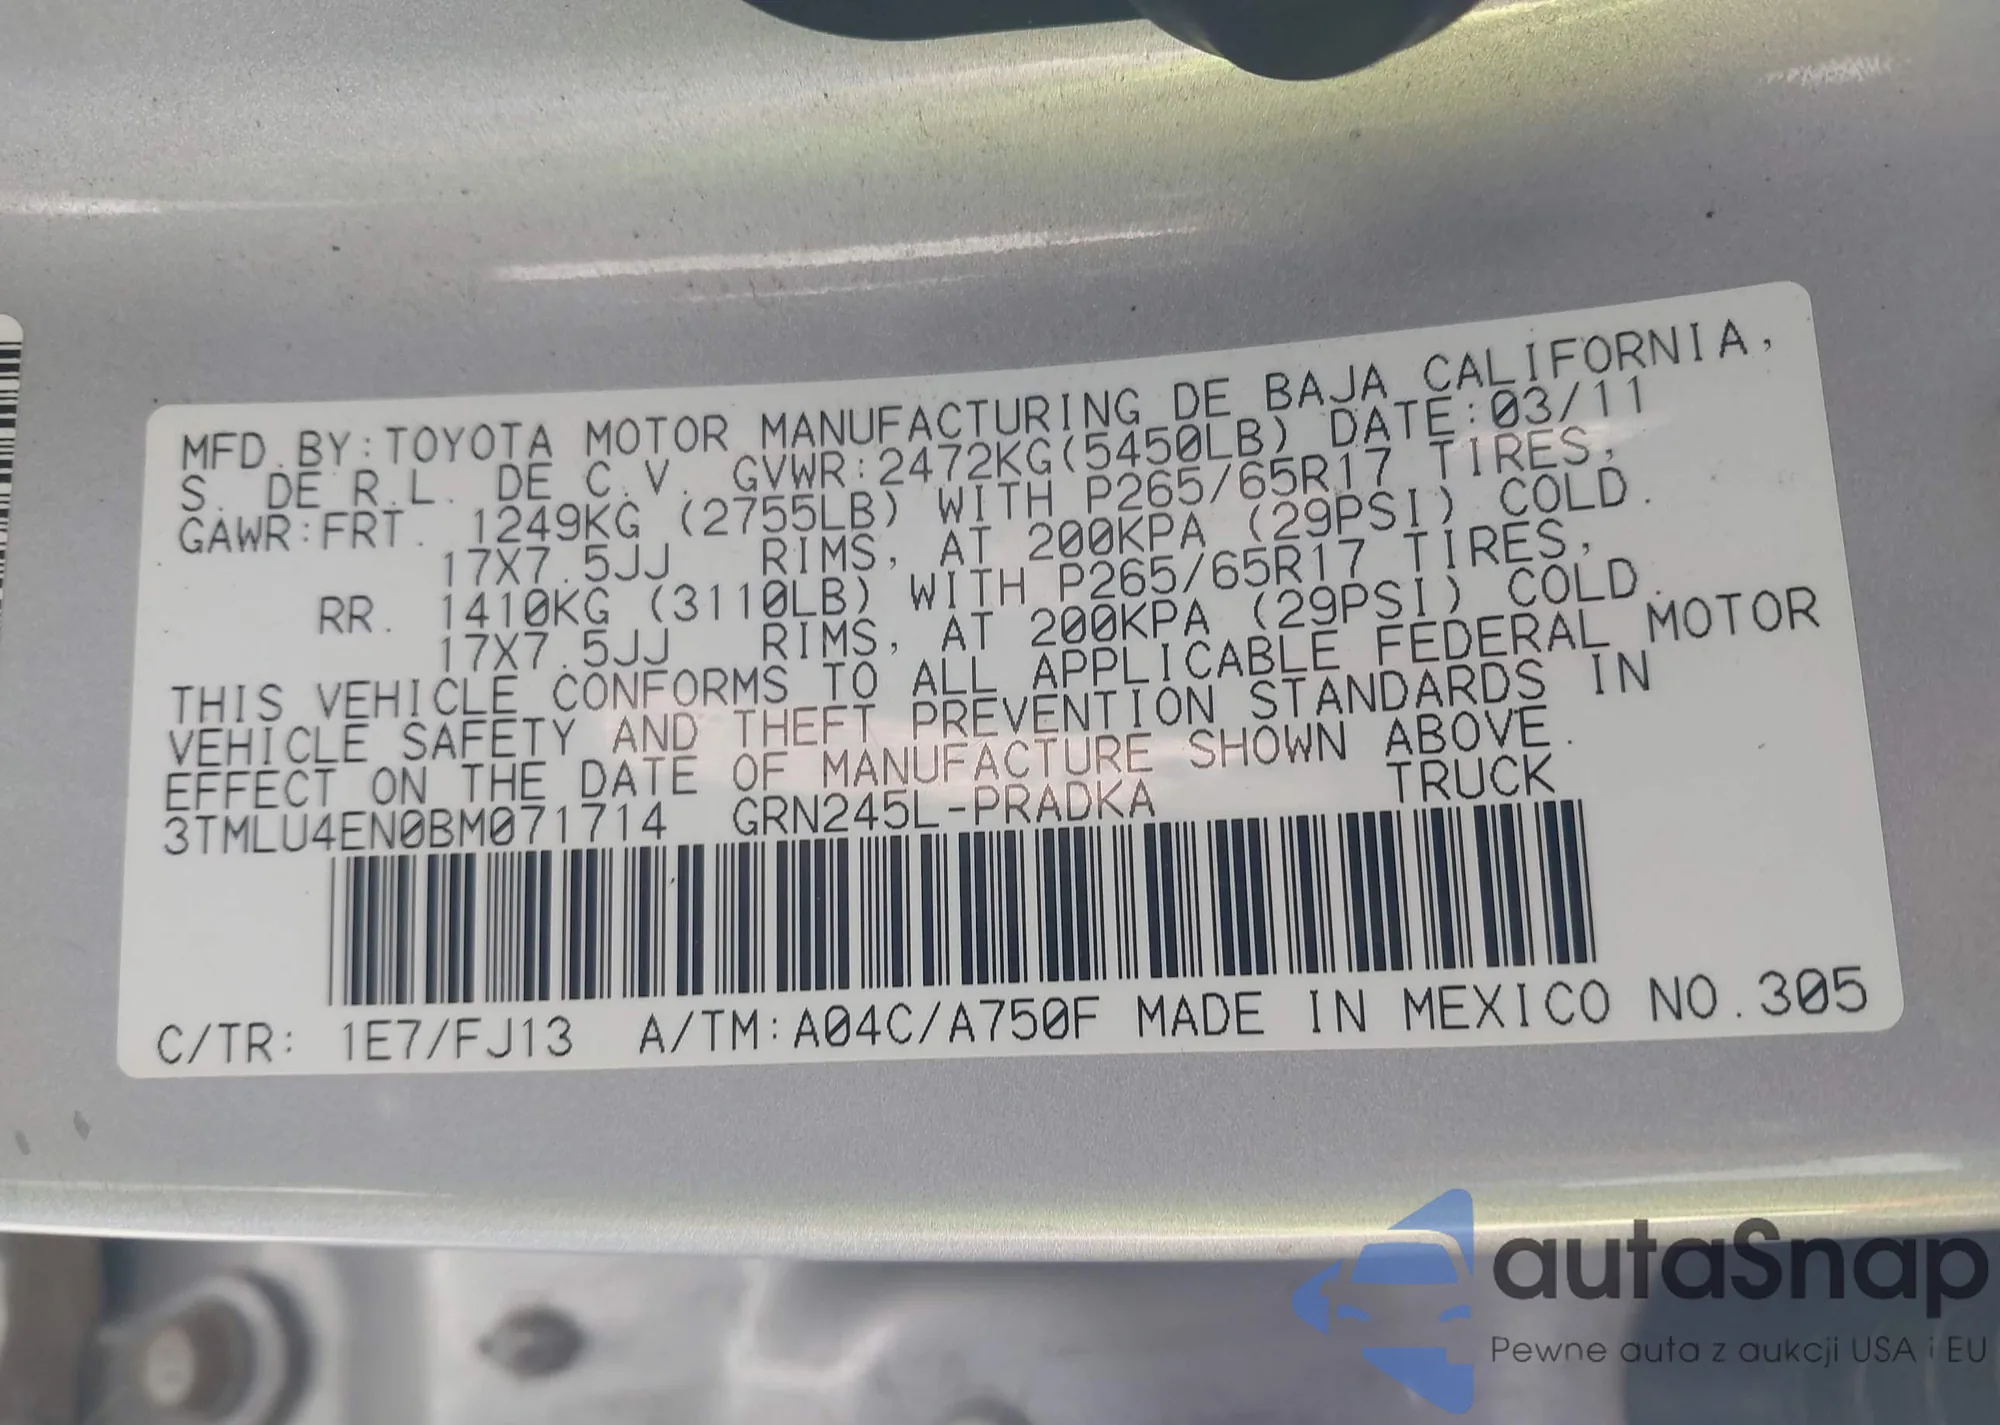 MFD.BY:TOYOTA MOTOR MANUFACTURING DE BAJA CALIFORNIA,
S. DE R.L. DE C.V. GVWR:2472KG(5450LB) DATE:03/11
GAWR:FRT. 1249KG (2755LB) WITH P265/65R17 TIRES,
17X7.5JJ RIMS, AT 200KPA (29PSI) COLD.
RR. 1410KG (3110LB) WITH P265/65R17 TIRES,
17X7.5JJ RIMS, AT 200KPA (29PSI) COLD.
THIS VEHICLE CONFORMS TO ALL APPLICABLE FEDERAL MOTOR
VEHICLE SAFETY AND THEFT PREVENTION STANDARDS IN
EFFECT ON THE DATE OF MANUFACTURE SHOWN ABOVE.
3TMLU4EN0BM071714 GRN245L-PRADKA TRUCK
C/TR: 1E7/FJ13 A/TM:A04C/A750F MADE IN MEXICO NO.305
autaSnap
Pewne auta z aukcji USA i EU